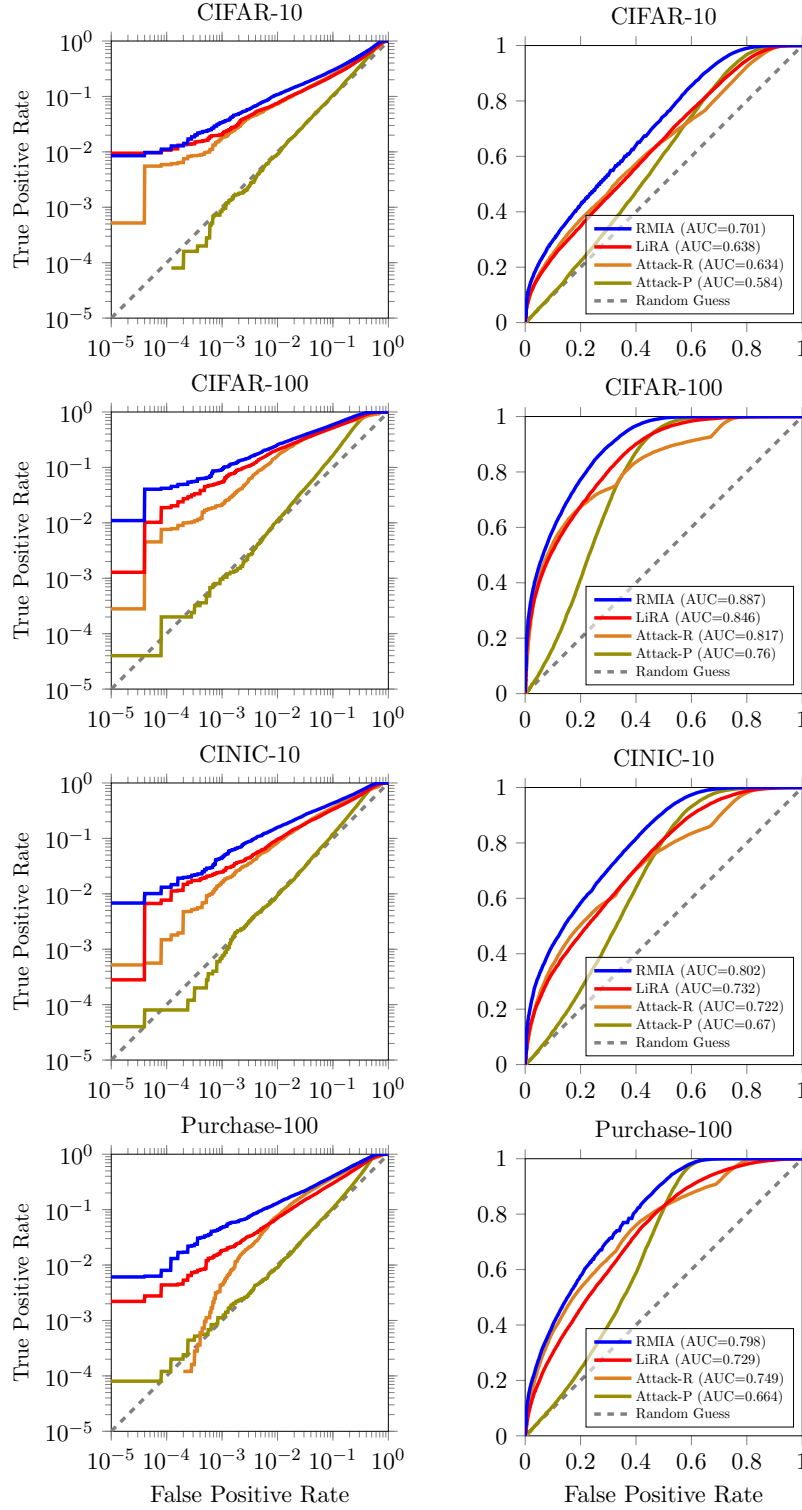 CIFAR-10
True Positive Rate
10^0
10^-1
10^-2
10^-3
10^-4
10^-5
10^-5 10^-4 10^-3 10^-2 10^-1 10^0
CIFAR-10
1
0.8
0.6
0.4
0.2
0
0 0.2 0.4 0.6 0.8 1
RMIA (AUC=0.701)
LiRA (AUC=0.638)
Attack-R (AUC=0.634)
Attack-P (AUC=0.584)
Random Guess
CIFAR-100
True Positive Rate
10^0
10^-1
10^-2
10^-3
10^-4
10^-5
10^-5 10^-4 10^-3 10^-2 10^-1 10^0
CIFAR-100
1
0.8
0.6
0.4
0.2
0
0 0.2 0.4 0.6 0.8 1
RMIA (AUC=0.887)
LiRA (AUC=0.846)
Attack-R (AUC=0.817)
Attack-P (AUC=0.76)
Random Guess
CINIC-10
True Positive Rate
10^0
10^-1
10^-2
10^-3
10^-4
10^-5
10^-5 10^-4 10^-3 10^-2 10^-1 10^0
CINIC-10
1
0.8
0.6
0.4
0.2
0
0 0.2 0.4 0.6 0.8 1
RMIA (AUC=0.802)
LiRA (AUC=0.732)
Attack-R (AUC=0.722)
Attack-P (AUC=0.67)
Random Guess
Purchase-100
True Positive Rate
10^0
10^-1
10^-2
10^-3
10^-4
10^-5
10^-5 10^-4 10^-3 10^-2 10^-1 10^0
False Positive Rate
Purchase-100
1
0.8
0.6
0.4
0.2
0
0 0.2 0.4 0.6 0.8 1
RMIA (AUC=0.798)
LiRA (AUC=0.729)
Attack-R (AUC=0.749)
Attack-P (AUC=0.664)
Random Guess
False Positive Rate